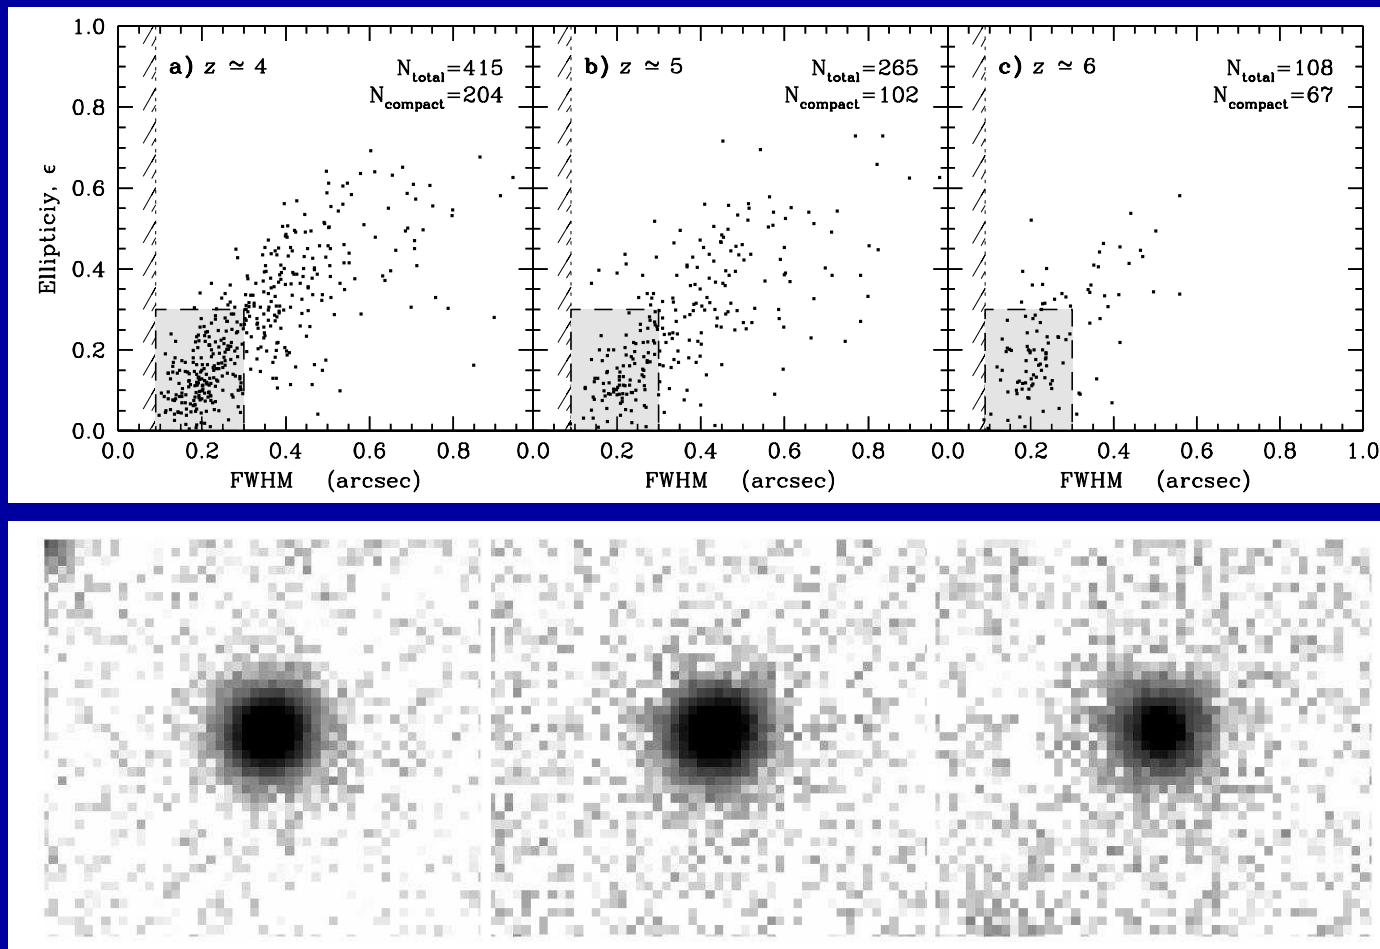 a) z ≃ 4
N_total=415
N_compact=204
b) z ≃ 5
N_total=265
N_compact=102
c) z ≃ 6
N_total=108
N_compact=67
1.0
0.8
0.6
0.4
0.2
0.0
Ellipticiy, ϵ
0.0 0.2 0.4 0.6 0.8 0.0 0.2 0.4 0.6 0.8 0.0 0.2 0.4 0.6 0.8 1.0
FWHM (arcsec) FWHM (arcsec) FWHM (arcsec)